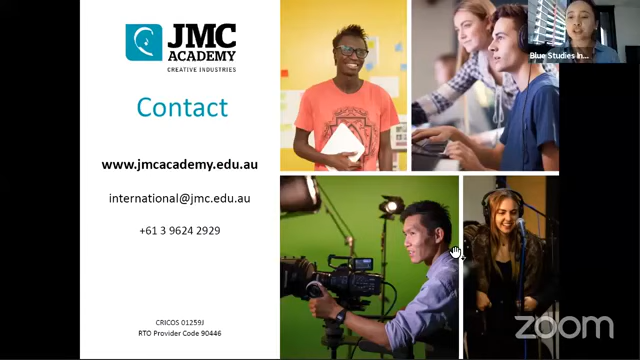 JMC
ACADEMY
CREATIVE INDUSTRIES
Contact
www.jmcacademy.edu.au
international@jmc.edu.au
+61 3 9624 2929
CRICOS 01259J
RTO Provider Code 90446
Blue Studies In...
zoom